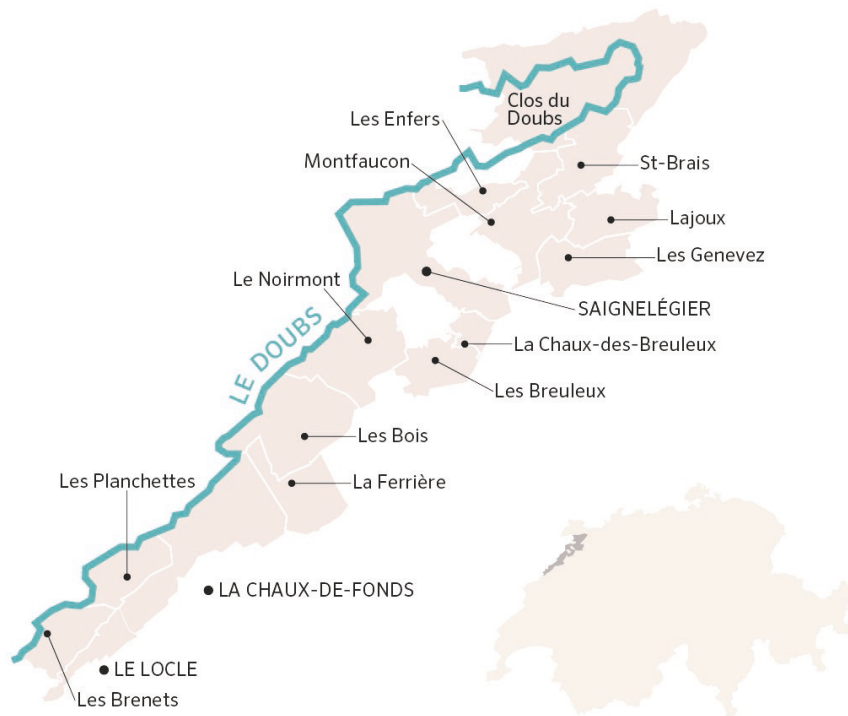 Clos du
Doubs
Les Enfers
Montfaucon
St-Brais
Lajoux
Les Genevez
Le Noirmont
SAIGNELÉGIER
LE DOUBS
La Chaux-des-Breuleux
Les Breuleux
Les Bois
Les Planchettes
La Ferrière
LA CHAUX-DE-FONDS
LE LOCLE
Les Brenets